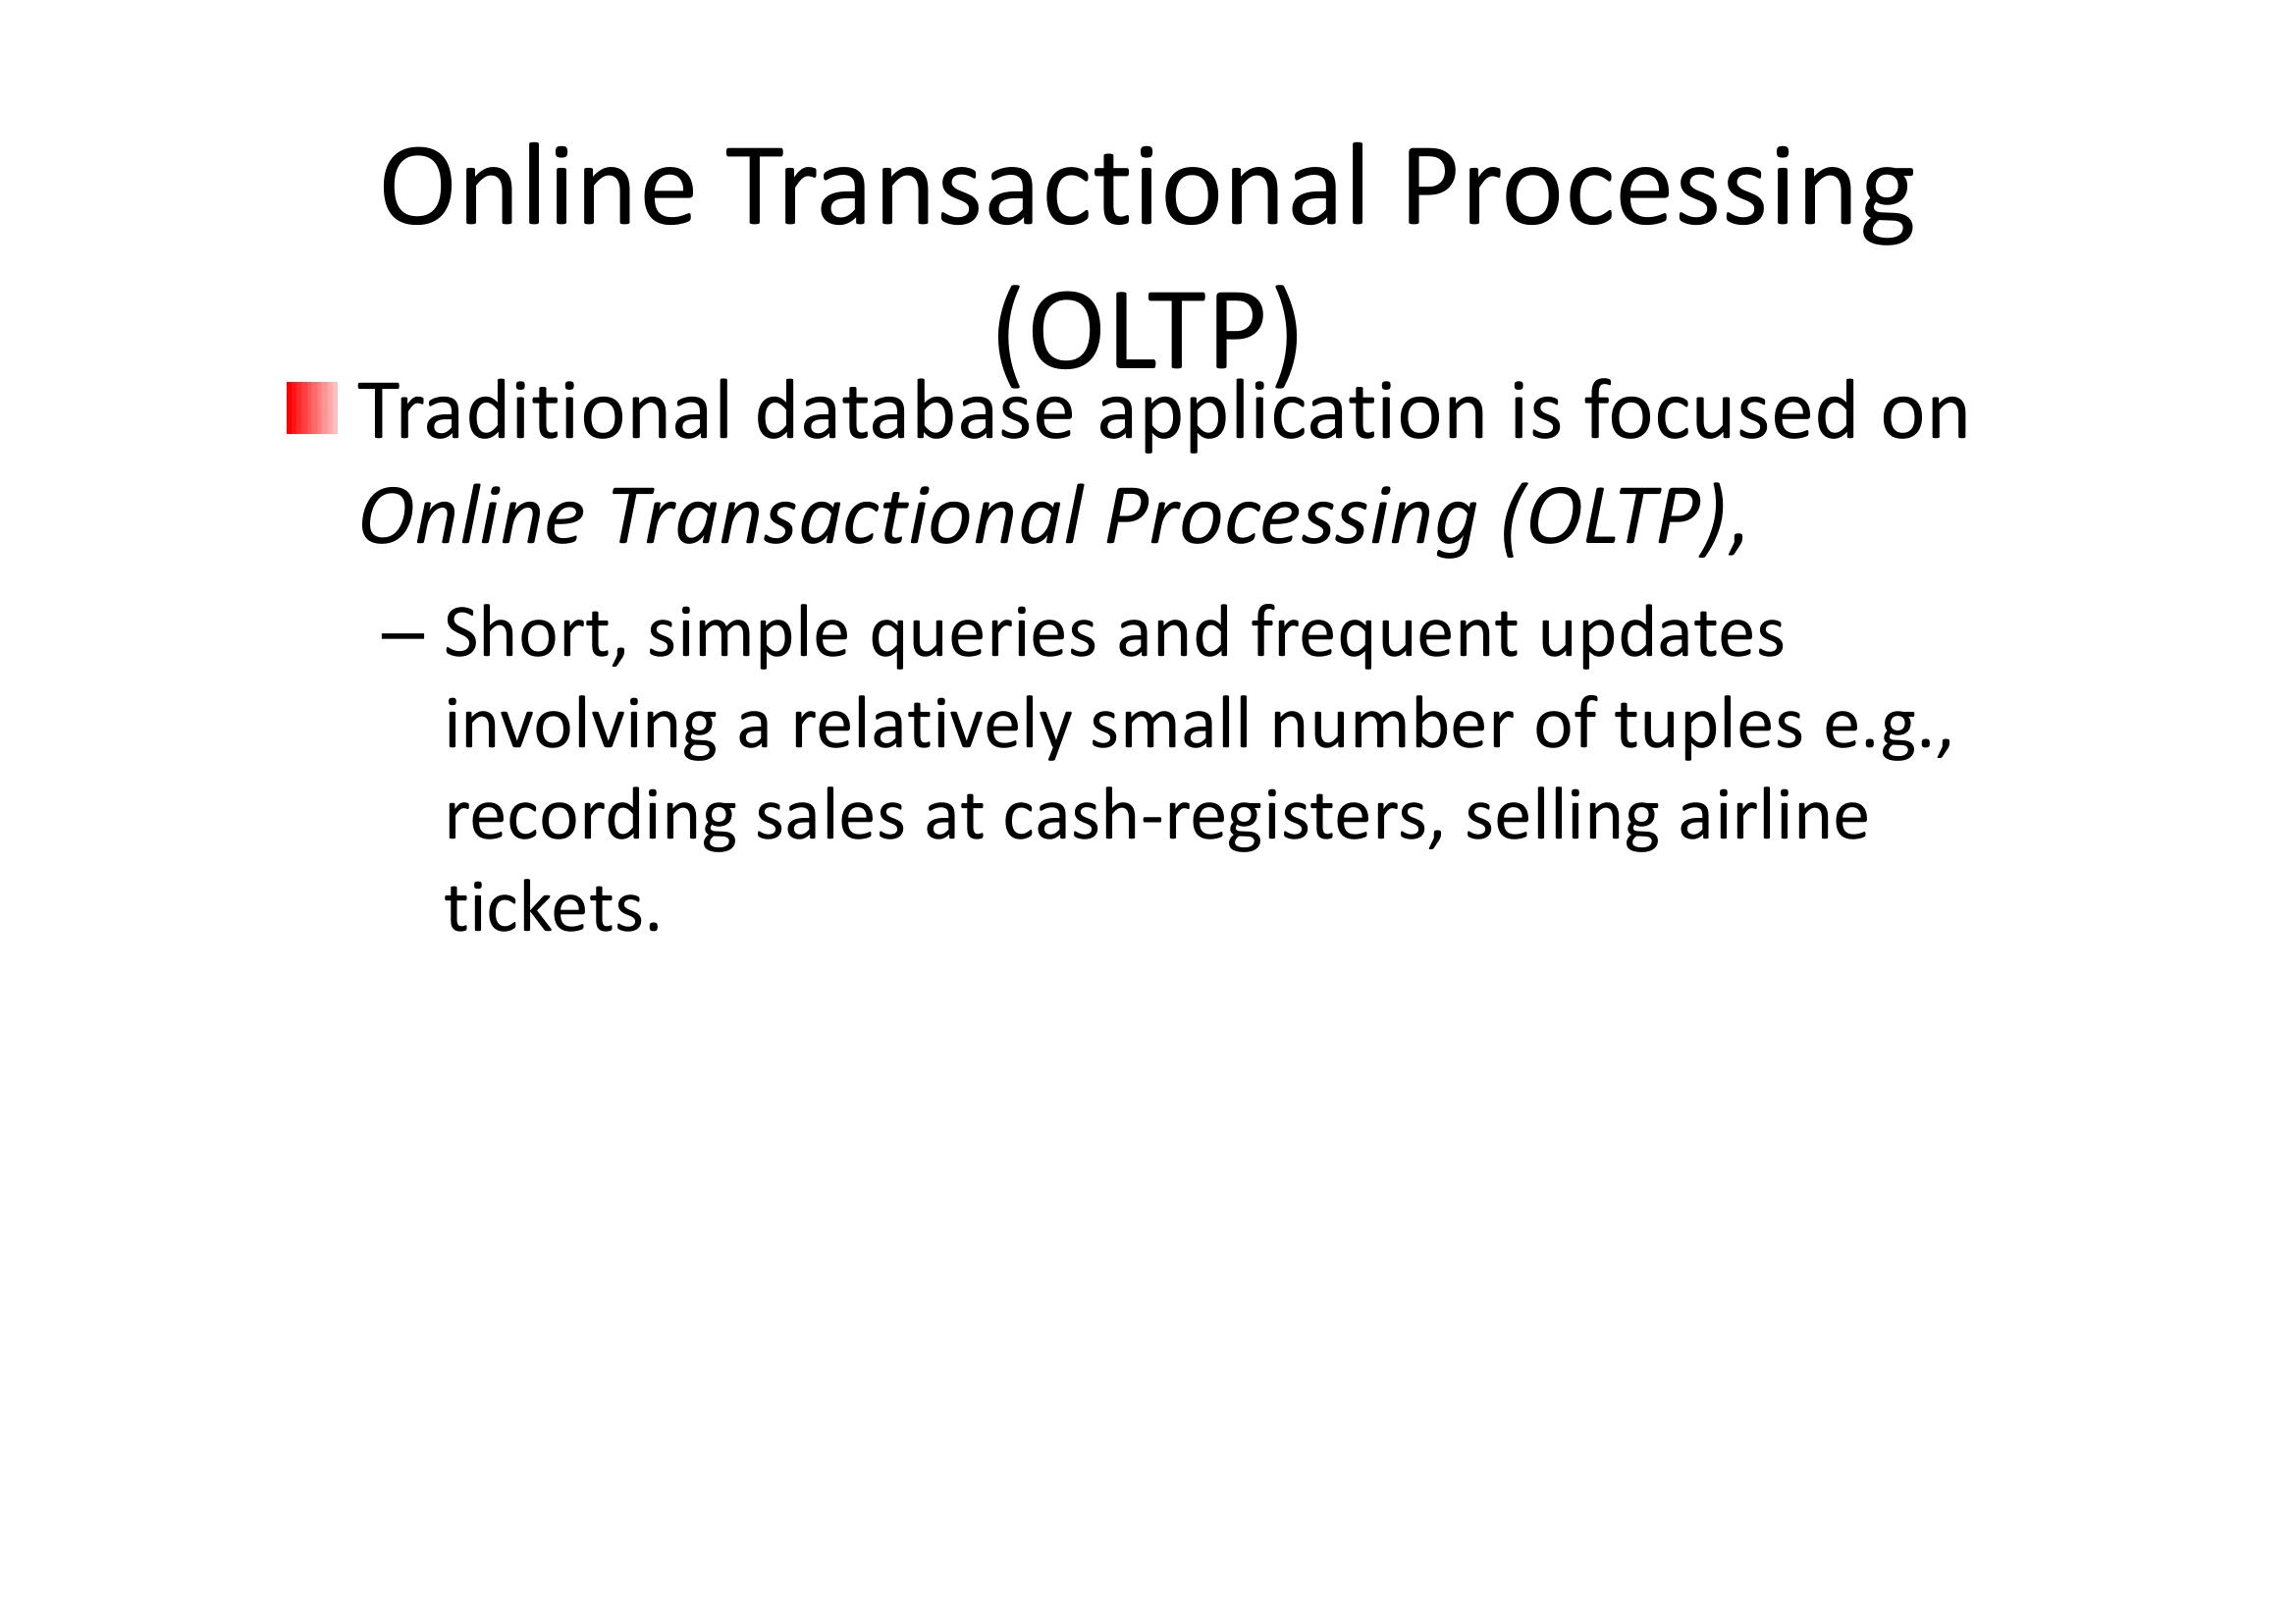 Online Transactional Processing
(OLTP)
Traditional database application is focused on
Online Transactional Processing (OLTP),
– Short, simple queries and frequent updates
involving a relatively small number of tuples e.g.,
recording sales at cash-registers, selling airline
tickets.